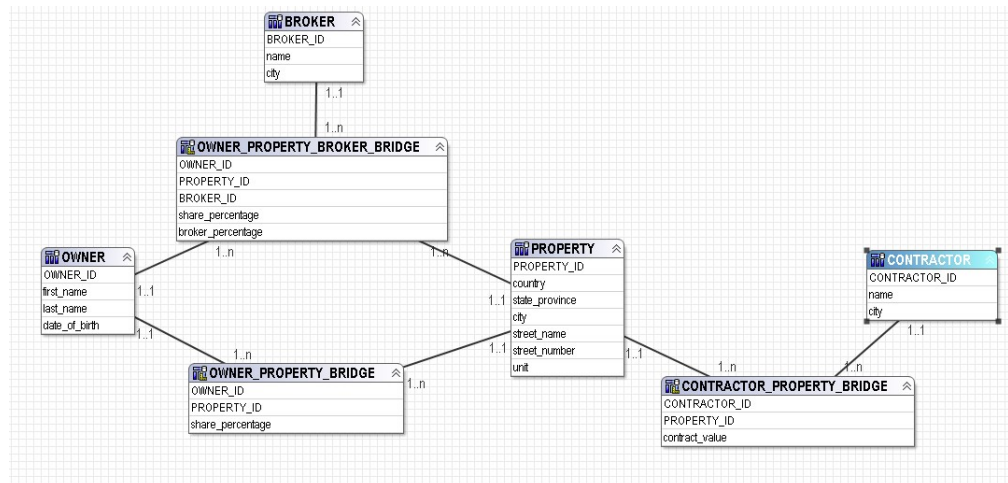 BROKER
BROKER_ID
name
city
1..1
1..n
OWNER_PROPERTY_BROKER_BRIDGE
OWNER_ID
PROPERTY_ID
BROKER_ID
share_percentage
broker_percentage
1..n
1..n
OWNER
OWNER_ID
first_name
last_name
date_of_birth
1..1
1..1
PROPERTY
PROPERTY_ID
country
state_province
city
street_name
street_number
unit
1..1
1..1
1..1
CONTRACTOR
CONTRACTOR_ID
name
city
1..1
1..n
OWNER_PROPERTY_BRIDGE
OWNER_ID
PROPERTY_ID
share_percentage
1..n
1..n
1..n
CONTRACTOR_PROPERTY_BRIDGE
CONTRACTOR_ID
PROPERTY_ID
contract_value